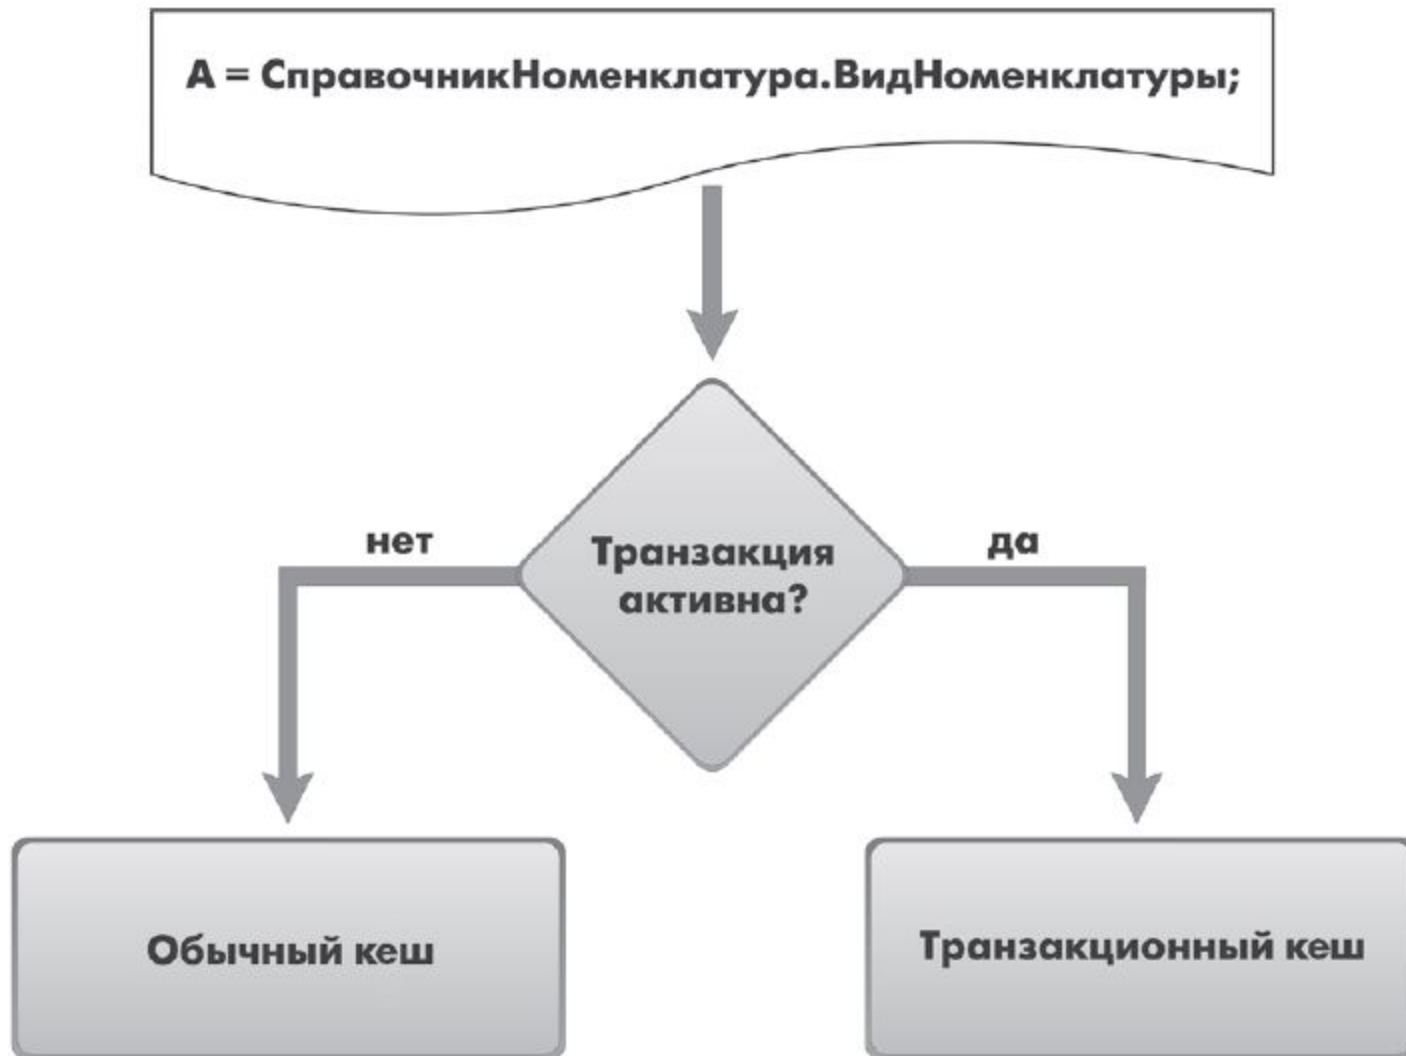 А = СправочникНоменклатура.ВидНоменклатуры;
нет
Транзакция
активна?
да
Обычный кеш
Транзакционный кеш